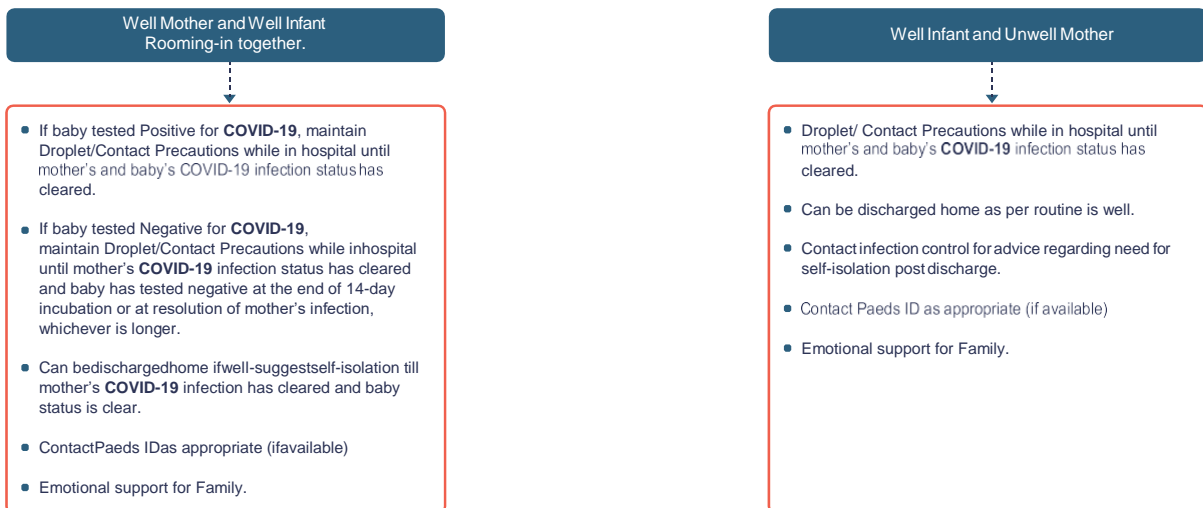 Well Mother and Well Infant
Rooming-in together.
• If baby tested Positive for COVID-19, maintain
Droplet/Contact Precautions while in hospital until
mother's and baby's COVID-19 infection status has
cleared.
• If baby tested Negative for COVID-19,
maintain Droplet/Contact Precautions while inhospital
until mother's COVID-19 infection status has cleared
and baby has tested negative at the end of 14-day
incubation or at resolution of mother's infection,
whichever is longer.
• Can bedischargedhome ifwell-suggestself-isolation till
mother's COVID-19 infection has cleared and baby
status is clear.
• ContactPaeds IDas appropriate (ifavailable)
• Emotional support for Family.
Well Infant and Unwell Mother
• Droplet/ Contact Precautions while in hospital until
mother's and baby's COVID-19 infection status has
cleared.
• Can be discharged home as per routine is well.
• Contact infection control for advice regarding need for
self-isolation post discharge.
• Contact Paeds ID as appropriate (if available)
• Emotional support for Family.